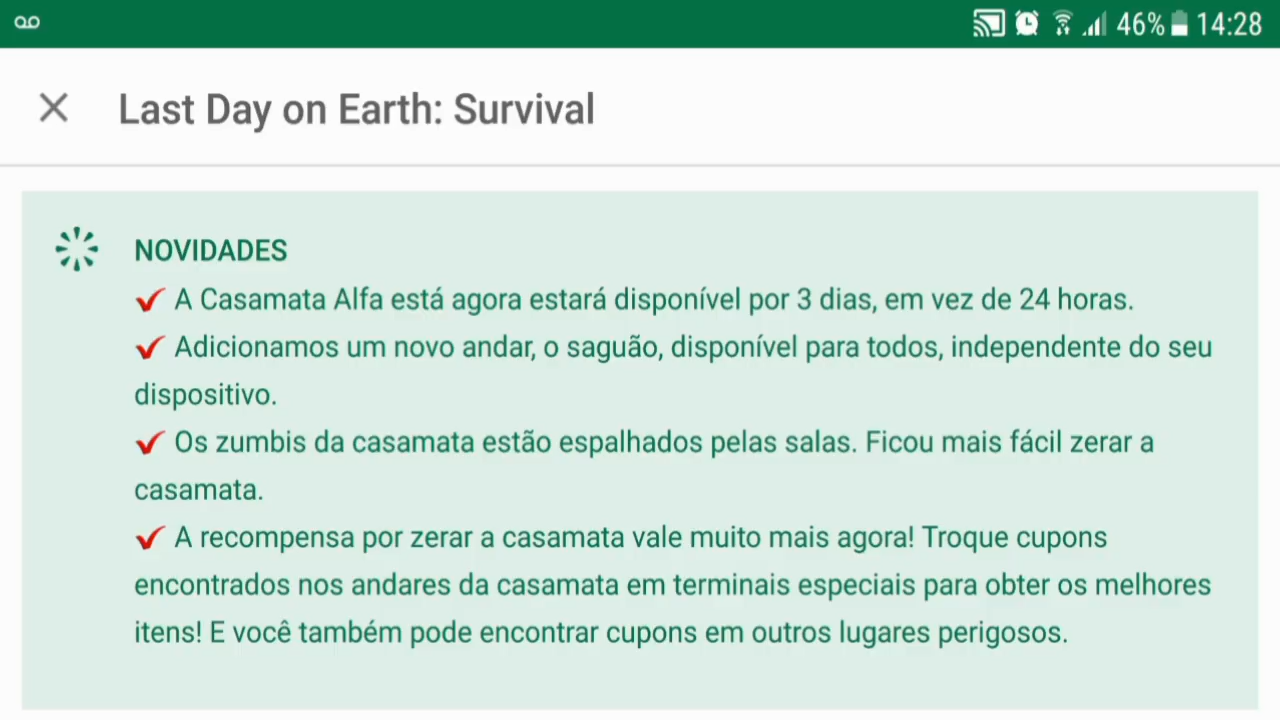 46% 14:28
Last Day on Earth: Survival
NOVIDADES
✓ A Casamata Alfa está agora estará disponível por 3 dias, em vez de 24 horas.
✓ Adicionamos um novo andar, o saguão, disponível para todos, independente do seu
dispositivo.
✓ Os zumbis da casamata estão espalhados pelas salas. Ficou mais fácil zerar a
casamata.
✓ A recompensa por zerar a casamata vale muito mais agora! Troque cupons
encontrados nos andares da casamata em terminais especiais para obter os melhores
itens! E você também pode encontrar cupons em outros lugares perigosos.